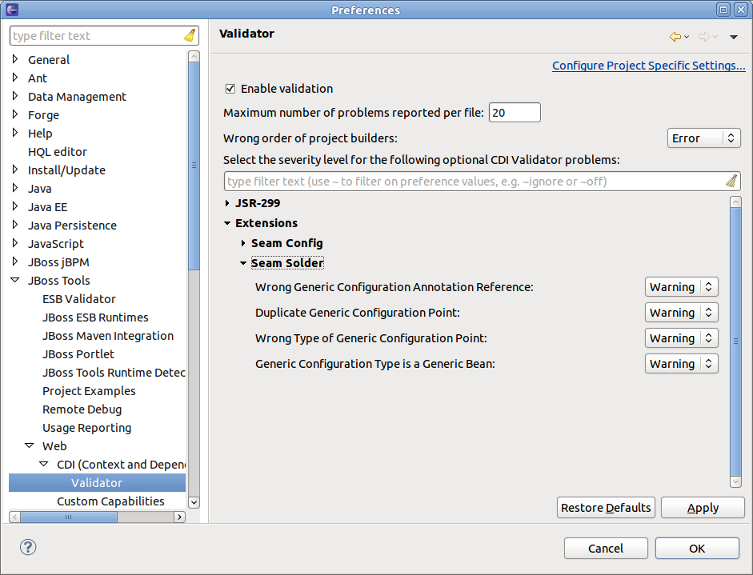 Preferences
type filter text
General
Ant
Data Management
Forge
Help
HQL editor
Install/Update
Java
Java EE
Java Persistence
JavaScript
JBoss jBPM
JBoss Tools
ESB Validator
JBoss ESB Runtimes
JBoss Maven Integration
JBoss Portlet
JBoss Tools Runtime Detec
Project Examples
Remote Debug
Usage Reporting
Web
CDI (Context and Depen
Validator
Custom Capabilities
Validator
Configure Project Specific Settings...
Enable validation
Maximum number of problems reported per file: 20
Wrong order of project builders: Error
Select the severity level for the following optional CDI Validator problems:
type filter text (use ~ to filter on preference values, e.g. ~ignore or ~off)
JSR-299
Extensions
Seam Config
Seam Solder
Wrong Generic Configuration Annotation Reference: Warning
Duplicate Generic Configuration Point: Warning
Wrong Type of Generic Configuration Point: Warning
Generic Configuration Type is a Generic Bean: Warning
Restore Defaults Apply
? Cancel OK